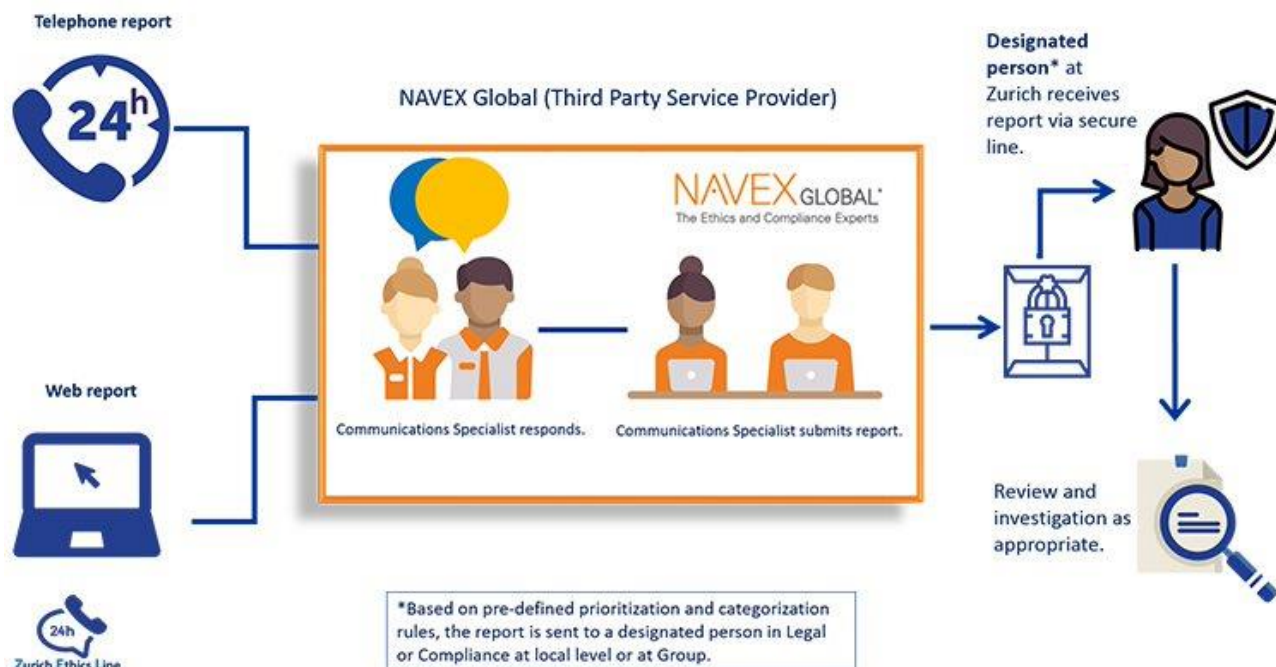 Telephone report
24h
NAVEX Global (Third Party Service Provider)
NAVEX GLOBAL®
The Ethics and Compliance Experts
Communications Specialist responds.
Communications Specialist submits report.
Designated
person* at
Zurich receives
report via secure
line.
Web report
Review and
investigation as
appropriate.
24h
Zurich Ethics Line
*Based on pre-defined prioritization and categorization
rules, the report is sent to a designated person in Legal
or Compliance at local level or at Group.